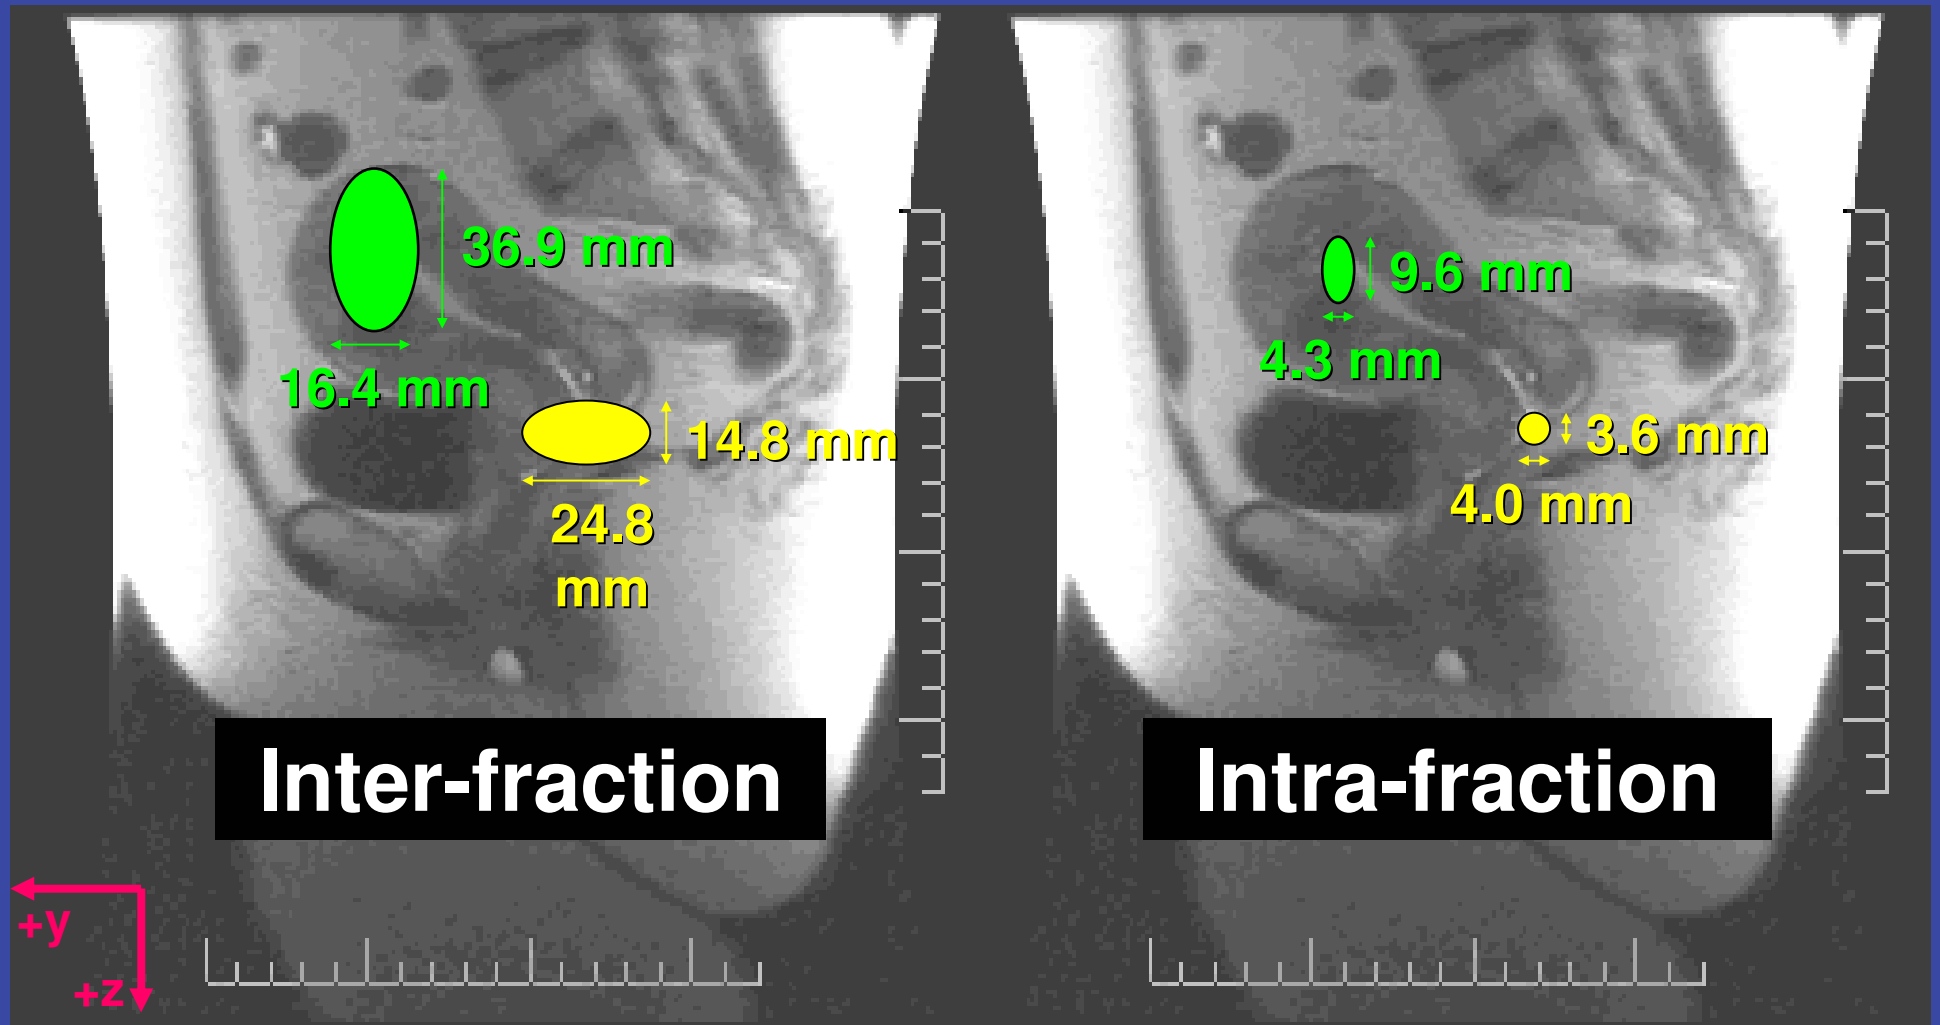 36.9 mm
16.4 mm
14.8 mm
24.8
mm
Inter-fraction
9.6 mm
4.3 mm
3.6 mm
4.0 mm
Intra-fraction
+y
+z